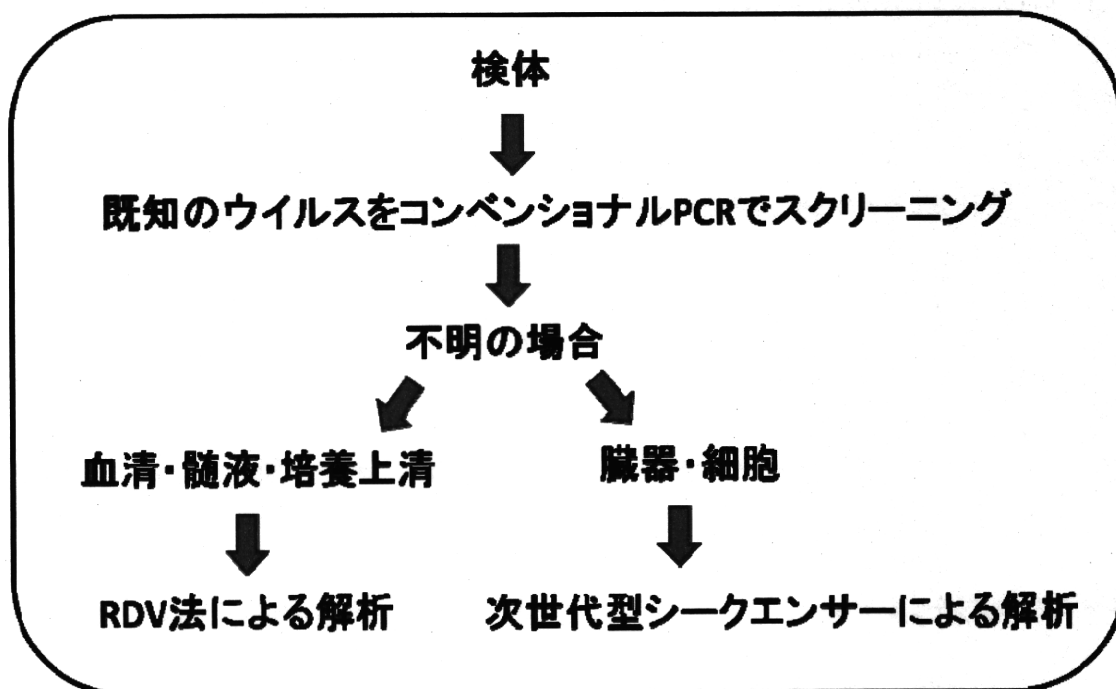 検体
既知のウイルスをコンベンショナルPCRでスクリーニング
不明の場合
血清・髄液・培養上清
臓器・細胞
RDV法による解析
次世代型シークエンサーによる解析